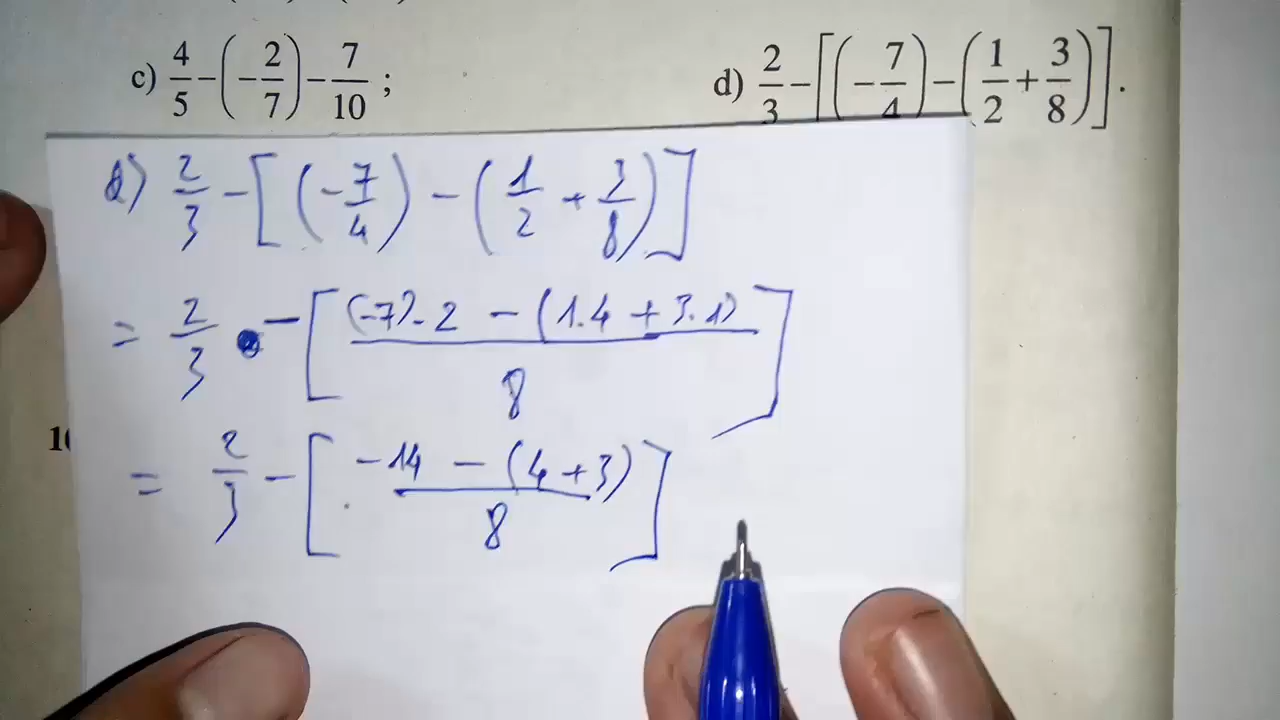 c) 4/5 − (−2/7) − 7/10 ;
d) 2/3 − [(−7/4) − (1/2 + 3/8)].
d) 2/3 − [(−7/4) − (1/2 + 3/8)]
= 2/3 − [((-7).2 − (1.4 + 3.1))/8]
= 2/3 − [(−14 − (4+3))/8]